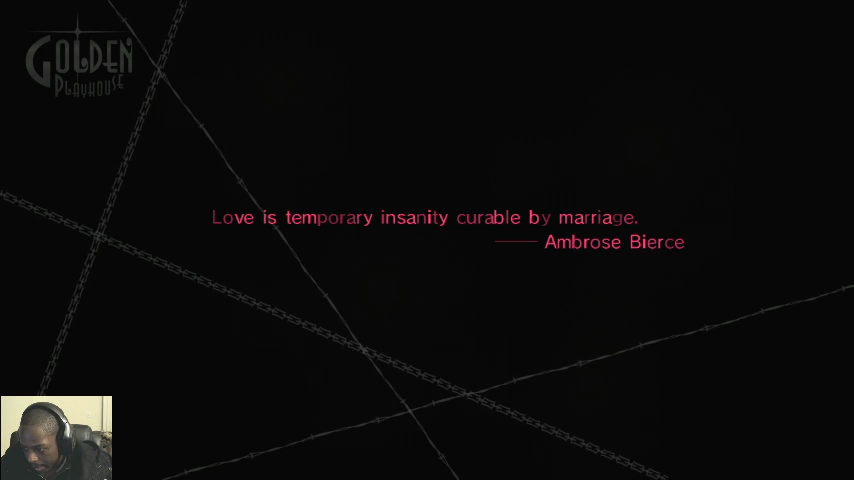 GOLDEN
PLAYHOUSE
Love is temporary insanity curable by marriage.
—— Ambrose Bierce